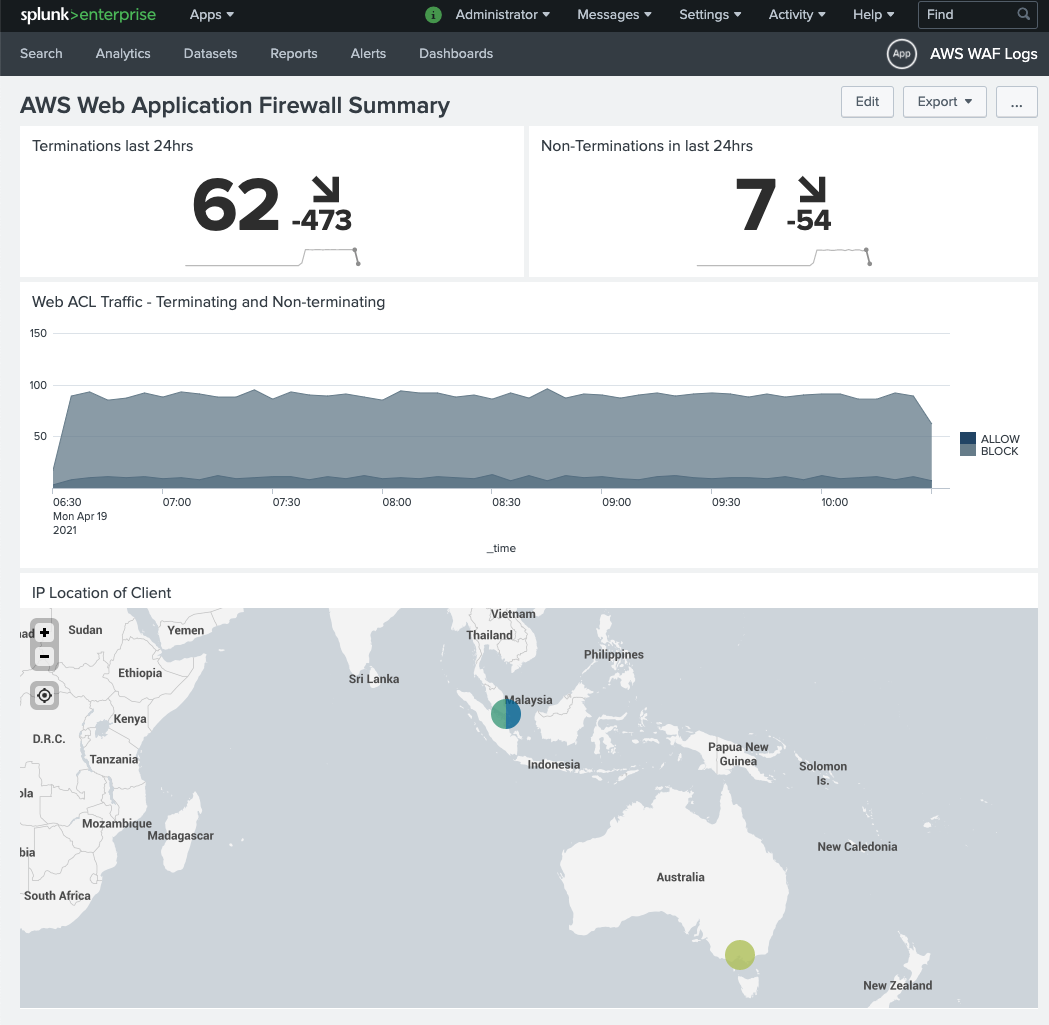 splunk>enterprise Apps i Administrator Messages Settings Activity Help Find
Search Analytics Datasets Reports Alerts Dashboards App AWS WAF Logs
AWS Web Application Firewall Summary Edit Export ...
Terminations last 24hrs
62 -473
Non-Terminations in last 24hrs
7 -54
Web ACL Traffic - Terminating and Non-terminating
150
100
50
ALLOW
BLOCK
06:30 07:00 07:30 08:00 08:30 09:00 09:30 10:00
Mon Apr 19
2021
_time
IP Location of Client
+
−
Vietnam
ad
Sudan
Yemen
Thailand
Philippines
Ethiopia
Sri Lanka
Malaysia
Kenya
D.R.C.
Papua New
Guinea
Tanzania
Indonesia
Solomon
Is.
ola
Mozambique
Madagascar
New Caledonia
bia
Australia
South Africa
New Zealand